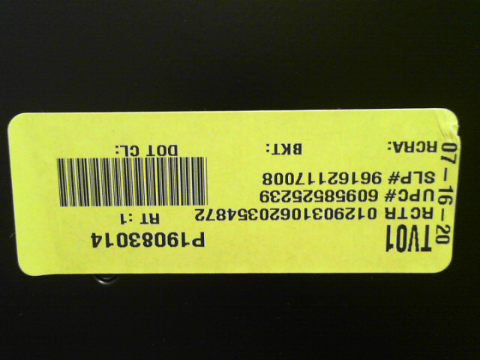 TV01 P19083014
RCTR 01290310620354872 RT: 1
UPC# 60958525239
SLP# 96162117008
RCRA: BKT: DOT CL:
07-16-20